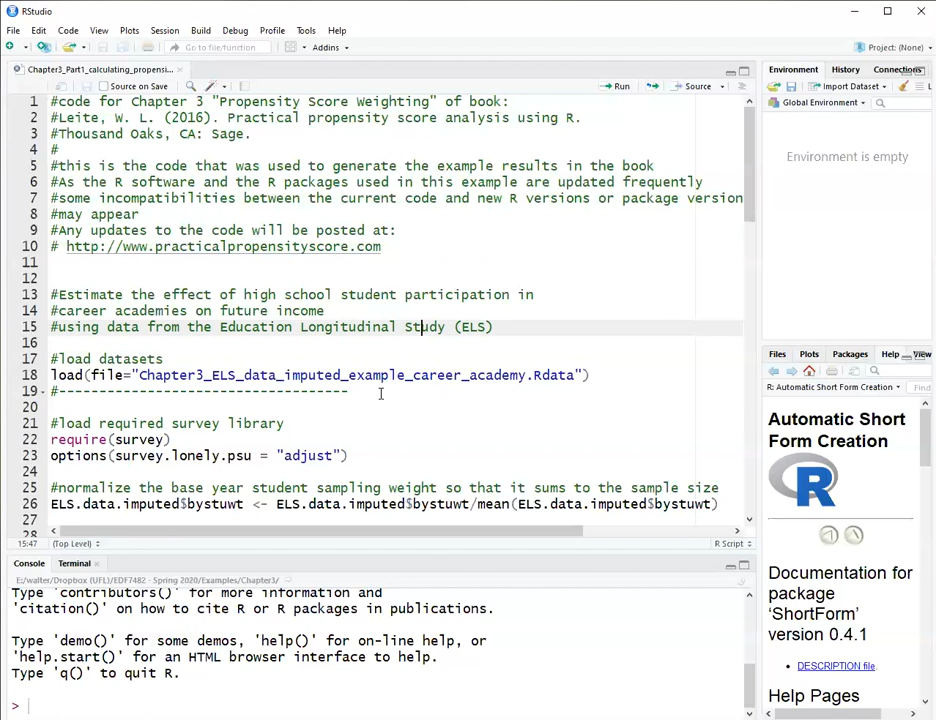 RStudio
File Edit Code View Plots Session Build Debug Profile Tools Help
Go to file/function Addins Project: (None)
Chapter3_Part1_calculating_propensi...
Source on Save Run Source
1 #code for Chapter 3 "Propensity Score Weighting" of book:
2 #Leite, W. L. (2016). Practical propensity score analysis using R.
3 #Thousand Oaks, CA: Sage.
4 #
5 #this is the code that was used to generate the example results in the book
6 #As the R software and the R packages used in this example are updated frequently
7 #some incompatibilities between the current code and new R versions or package version
8 #may appear
9 #Any updates to the code will be posted at:
10 # http://www.practicalpropensityscore.com
11
12
13 #Estimate the effect of high school student participation in
14 #career academies on future income
15 #using data from the Education Longitudinal Study (ELS)
16
17 #load datasets
18 load(file="Chapter3_ELS_data_imputed_example_career_academy.Rdata")
19 #------------------------------------
20
21 #load required survey library
22 require(survey)
23 options(survey.lonely.psu = "adjust")
24
25 #normalize the base year student sampling weight so that it sums to the sample size
26 ELS.data.imputed$bystuwt <- ELS.data.imputed$bystuwt/mean(ELS.data.imputed$bystuwt)
27
28
15:47 (Top Level) R Script
Console Terminal
E:/walter/Dropbox (UFL)/EDF7482 - Spring 2020/Examples/Chapter3/
Type 'contributors()' for more information and
'citation()' on how to cite R or R packages in publications.
Type 'demo()' for some demos, 'help()' for on-line help, or
'help.start()' for an HTML browser interface to help.
Type 'q()' to quit R.
>
Environment History Connections
Import Dataset List
Global Environment
Environment is empty
Files Plots Packages Help View
R: Automatic Short Form Creation Find
Automatic Short
Form Creation
R
Documentation for
package
‘ShortForm’
version 0.4.1
DESCRIPTION file.
Help Pages